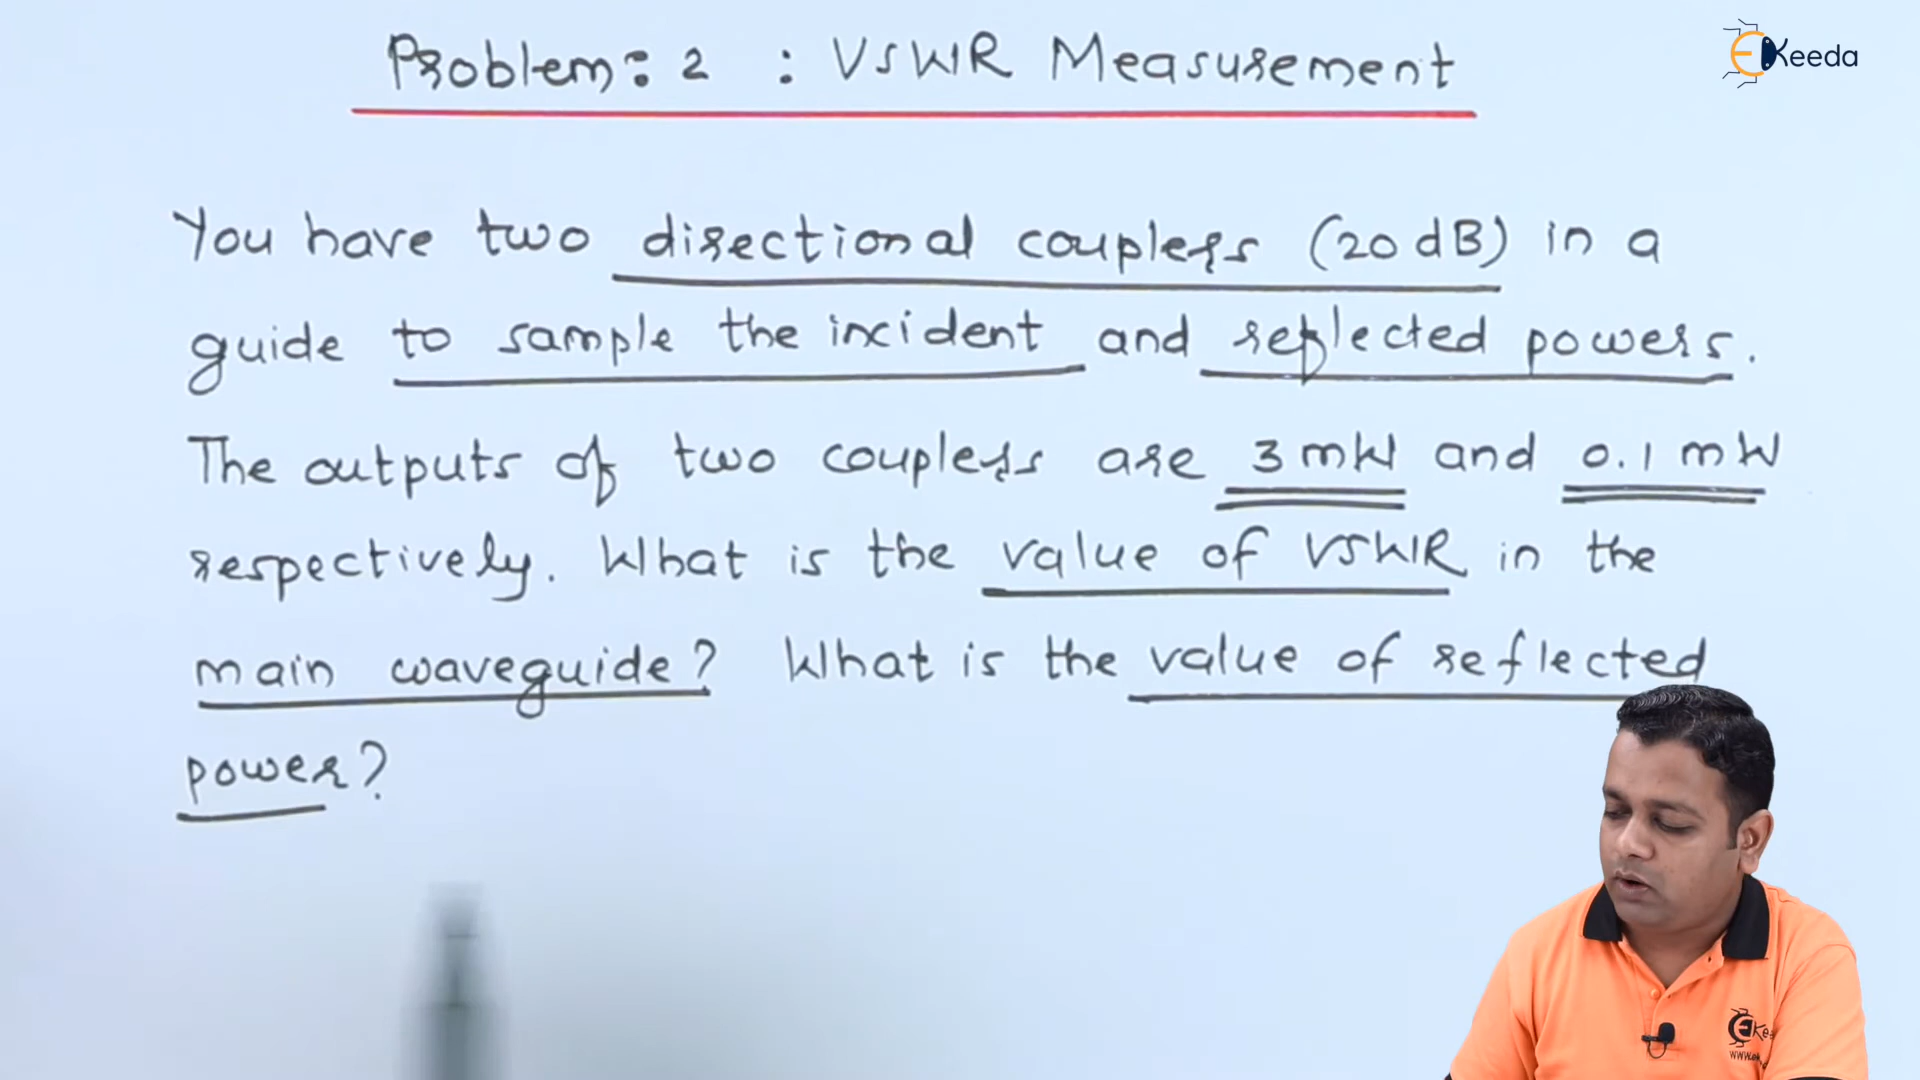 Problem: 2 : VSWR Measurement
EKeeda
You have two directional couplers (20 dB) in a
guide to sample the incident and reflected powers.
The outputs of two couplers are 3 mW and 0.1 mW
respectively. What is the value of VSWR in the
main waveguide? What is the value of reflected
power?